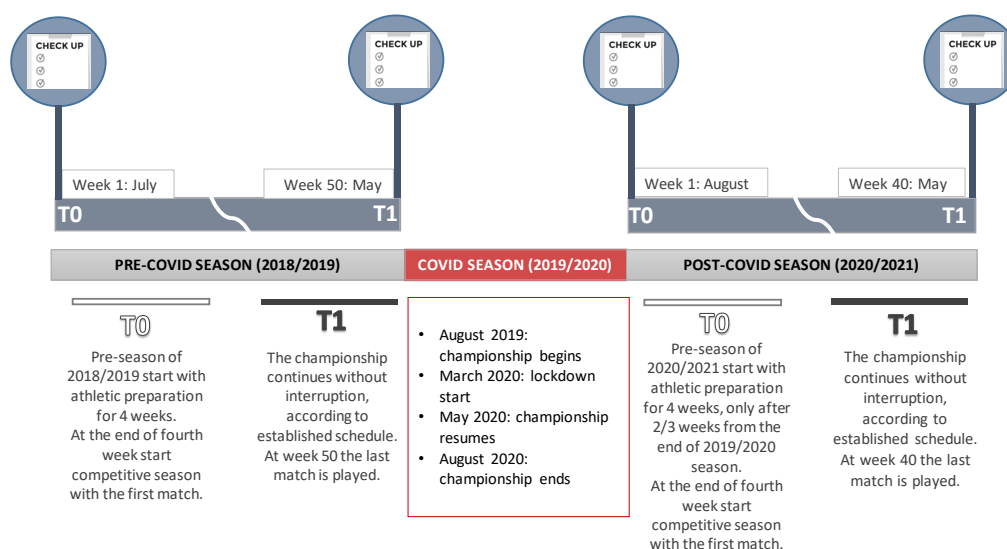 CHECK UP
CHECK UP
CHECK UP
CHECK UP
Week 1: July
Week 50: May
Week 1: August
Week 40: May
T0
T1
T0
T1
PRE-COVID SEASON (2018/2019)
COVID SEASON (2019/2020)
POST-COVID SEASON (2020/2021)
T0
Pre-season of
2018/2019 start with
athletic preparation
for 4 weeks.
At the end of fourth
week start
competitive season
with the first match.
T1
The championship
continues without
interruption,
according to
established schedule.
At week 50 the last
match is played.
• August 2019:
championship begins
• March 2020: lockdown
start
• May 2020: championship
resumes
• August 2020:
championship ends
T0
Pre-season of
2020/2021 start with
athletic preparation
for 4 weeks, only after
2/3 weeks from the
end of 2019/2020
season.
At the end of fourth
week start
competitive season
with the first match.
T1
The championship
continues without
interruption,
according to
established schedule.
At week 40 the last
match is played.